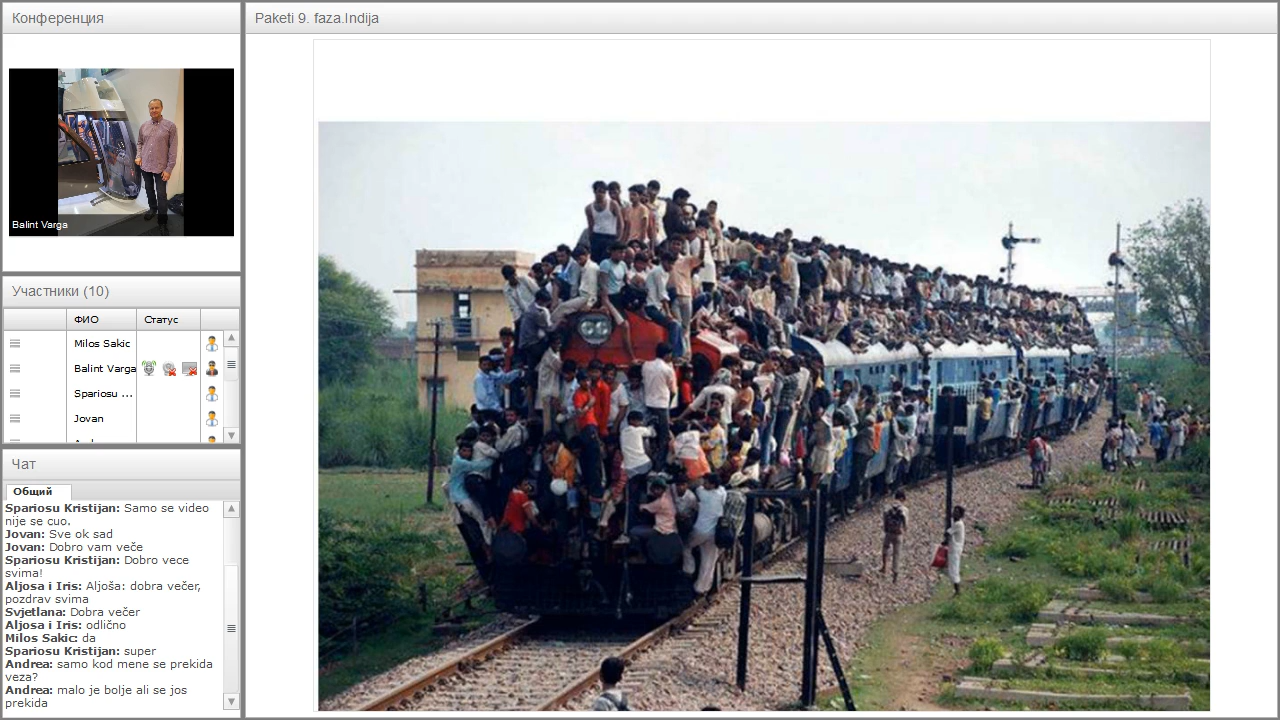 Конференция
Balint Varga
Участники (10)
ФИО Статус
Milos Sakic
Balint Varga
Spariosu ...
Jovan
Чат
Общий
Spariosu Kristijan: Samo se video
nije se cuo.
Jovan: Sve ok sad
Jovan: Dobro vam veče
Spariosu Kristijan: Dobro vece
svima!
Aljosa i Iris: Aljoša: dobra večer,
pozdrav svima
Svjetlana: Dobra večer
Aljosa i Iris: odlično
Milos Sakic: da
Spariosu Kristijan: super
Andrea: samo kod mene se prekida
veza?
Andrea: malo je bolje ali se jos
prekida
Paketi 9. faza.Indija